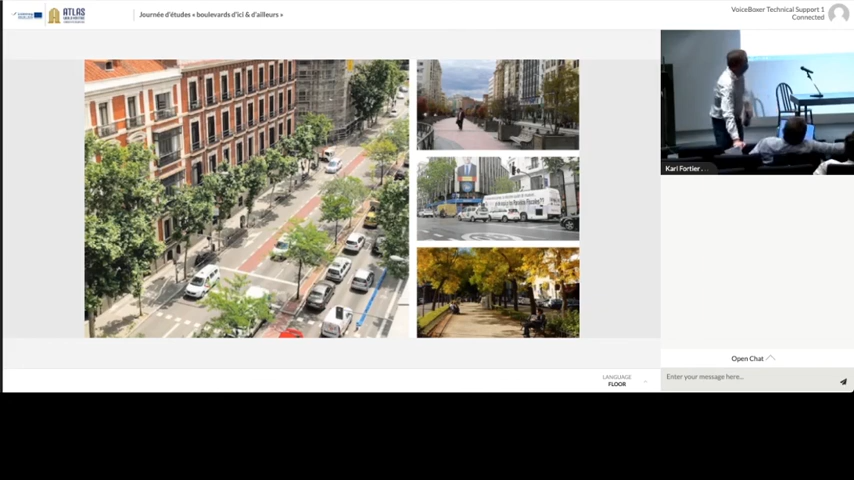 ATLAS
Journée d'études « boulevards d'ici & d'ailleurs »
VoiceBoxer Technical Support 1
Connected
Karl Fortier ...
Open Chat
LANGUAGE
FLOOR
Enter your message here...